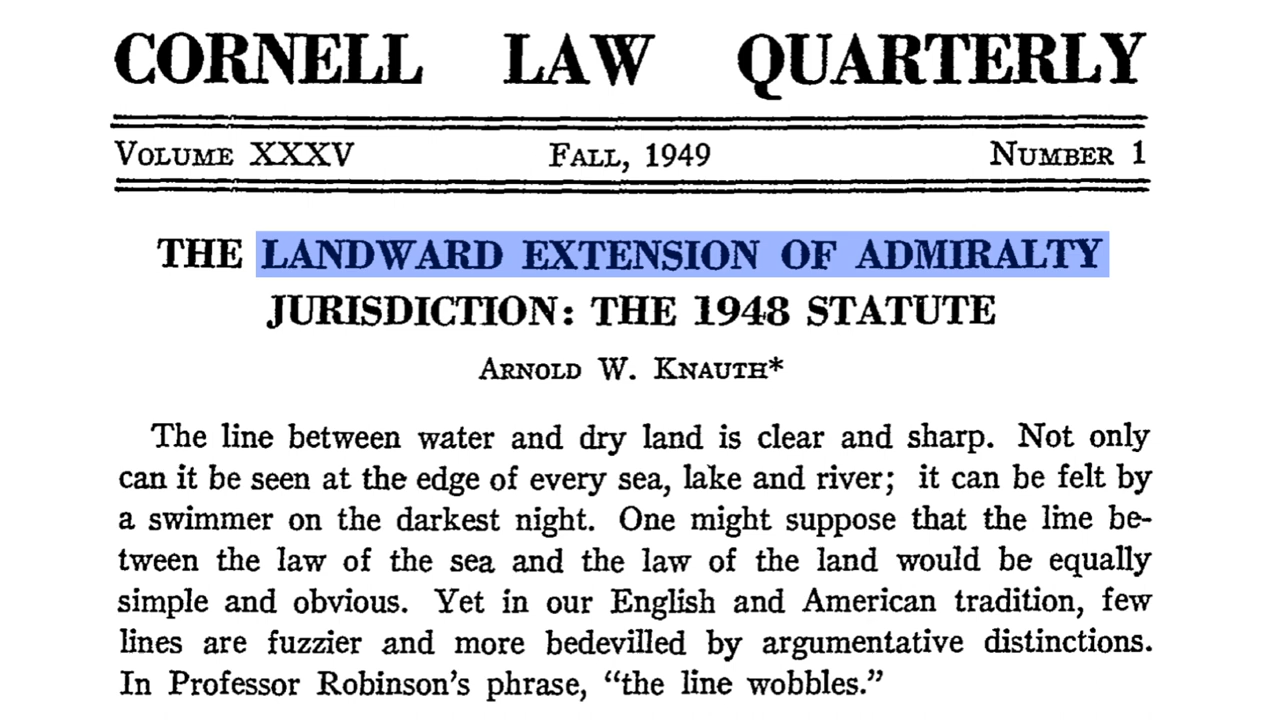 CORNELL LAW QUARTERLY
VOLUME XXXV FALL, 1949 NUMBER 1
THE LANDWARD EXTENSION OF ADMIRALTY
JURISDICTION: THE 1948 STATUTE
ARNOLD W. KNAUTH*
The line between water and dry land is clear and sharp. Not only
can it be seen at the edge of every sea, lake and river; it can be felt by
a swimmer on the darkest night. One might suppose that the line be-
tween the law of the sea and the law of the land would be equally
simple and obvious. Yet in our English and American tradition, few
lines are fuzzier and more bedevilled by argumentative distinctions.
In Professor Robinson's phrase, "the line wobbles."